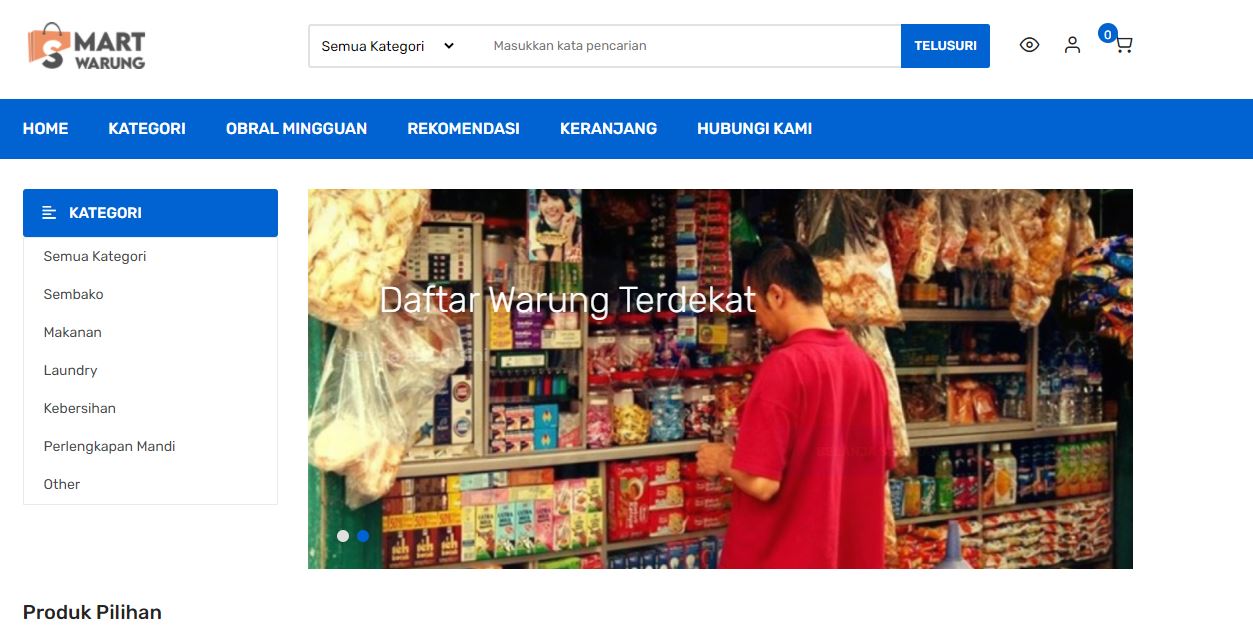 SMART
WARUNG
Semua Kategori
Masukkan kata pencarian
TELUSURI
0
HOME
KATEGORI
OBRAL MINGGUAN
REKOMENDASI
KERANJANG
HUBUNGI KAMI
KATEGORI
Semua Kategori
Sembako
Makanan
Laundry
Kebersihan
Perlengkapan Mandi
Other
Daftar Warung Terdekat
Produk Pilihan